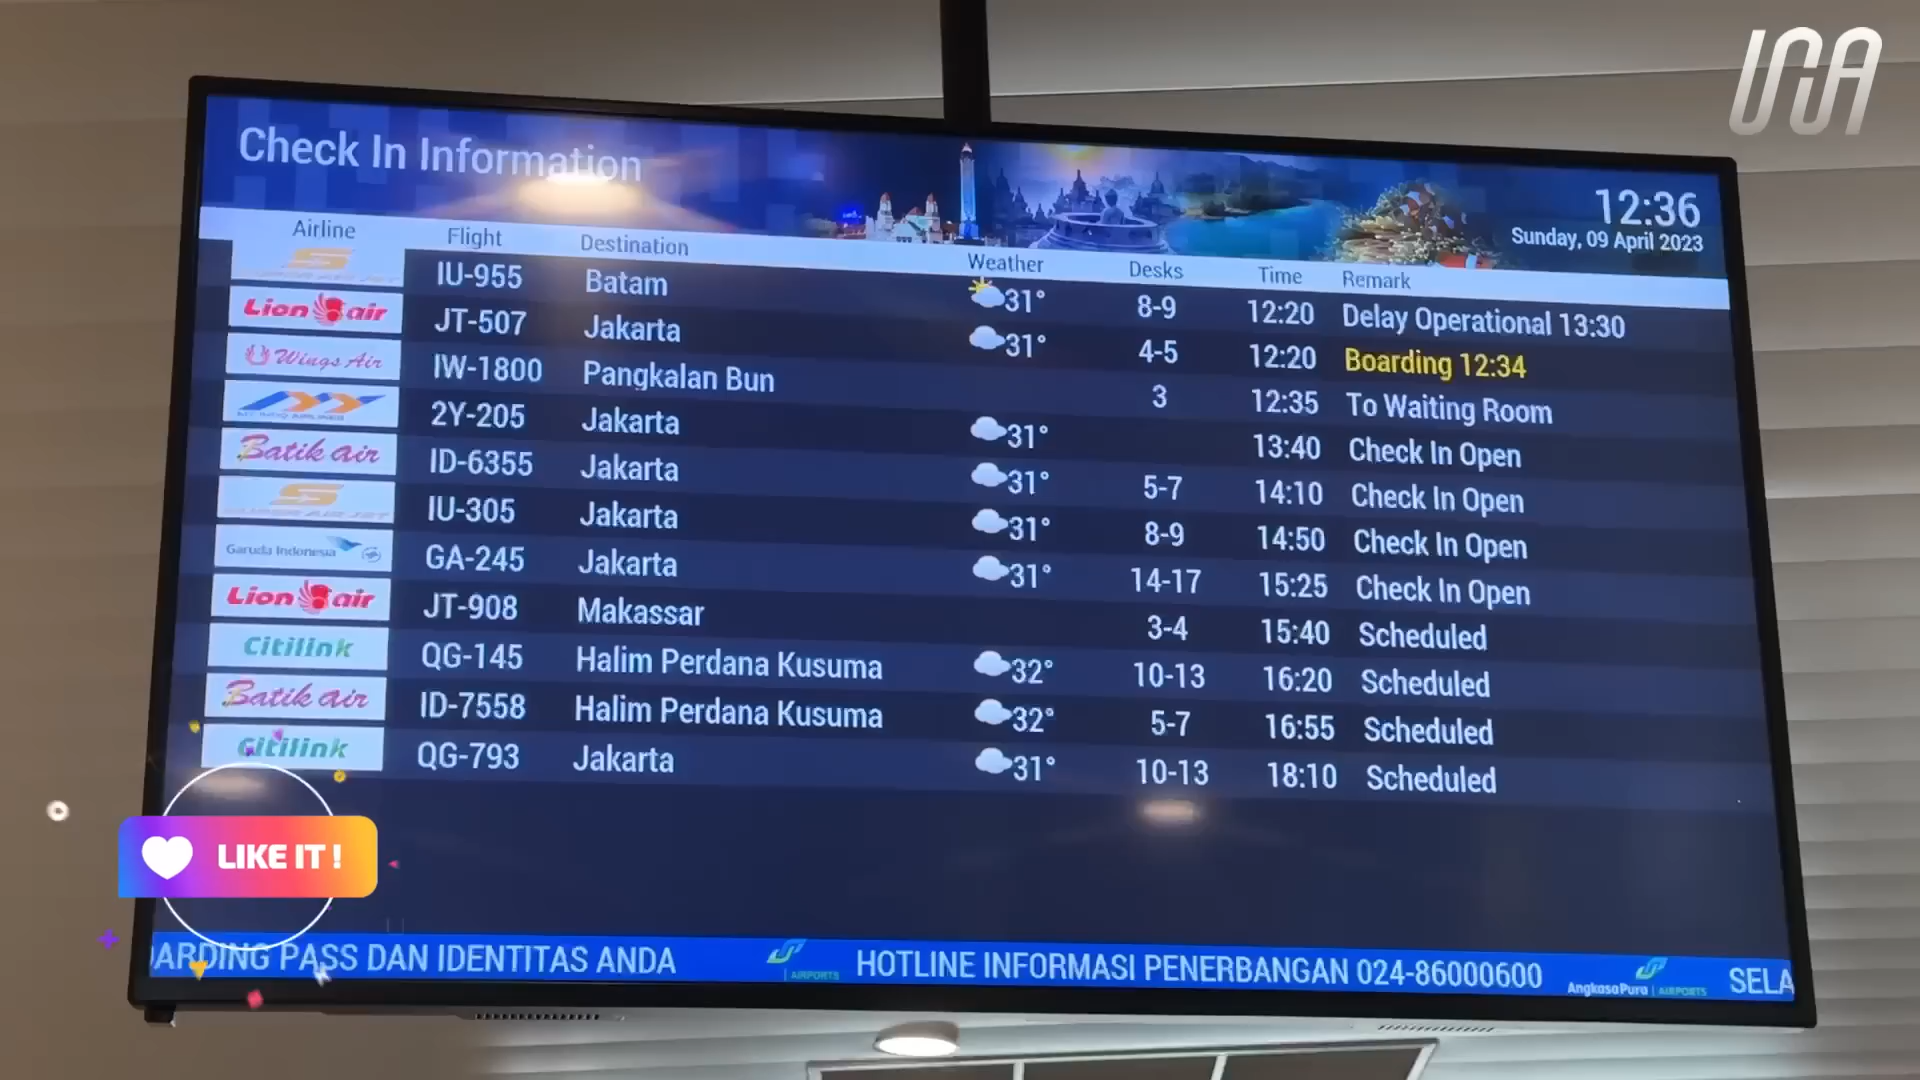 Check In Information
12:36
Sunday, 09 April 2023
Airline Flight Destination Weather Desks Time Remark
IU-955 Batam 31° 8-9 12:20 Delay Operational 13:30
Lion air JT-507 Jakarta 31° 4-5 12:20 Boarding 12:34
Wings Air IW-1800 Pangkalan Bun 3 12:35 To Waiting Room
2Y-205 Jakarta 31° 13:40 Check In Open
Batik air ID-6355 Jakarta 31° 5-7 14:10 Check In Open
IU-305 Jakarta 31° 8-9 14:50 Check In Open
Garuda Indonesia GA-245 Jakarta 31° 14-17 15:25 Check In Open
Lion air JT-908 Makassar 3-4 15:40 Scheduled
Citilink QG-145 Halim Perdana Kusuma 32° 10-13 16:20 Scheduled
Batik air ID-7558 Halim Perdana Kusuma 32° 5-7 16:55 Scheduled
Citilink QG-793 Jakarta 31° 10-13 18:10 Scheduled
LIKE IT !
ARDING PASS DAN IDENTITAS ANDA AIRPORTS HOTLINE INFORMASI PENERBANGAN 024-86000600 AngkasaPura | AIRPORTS SELA